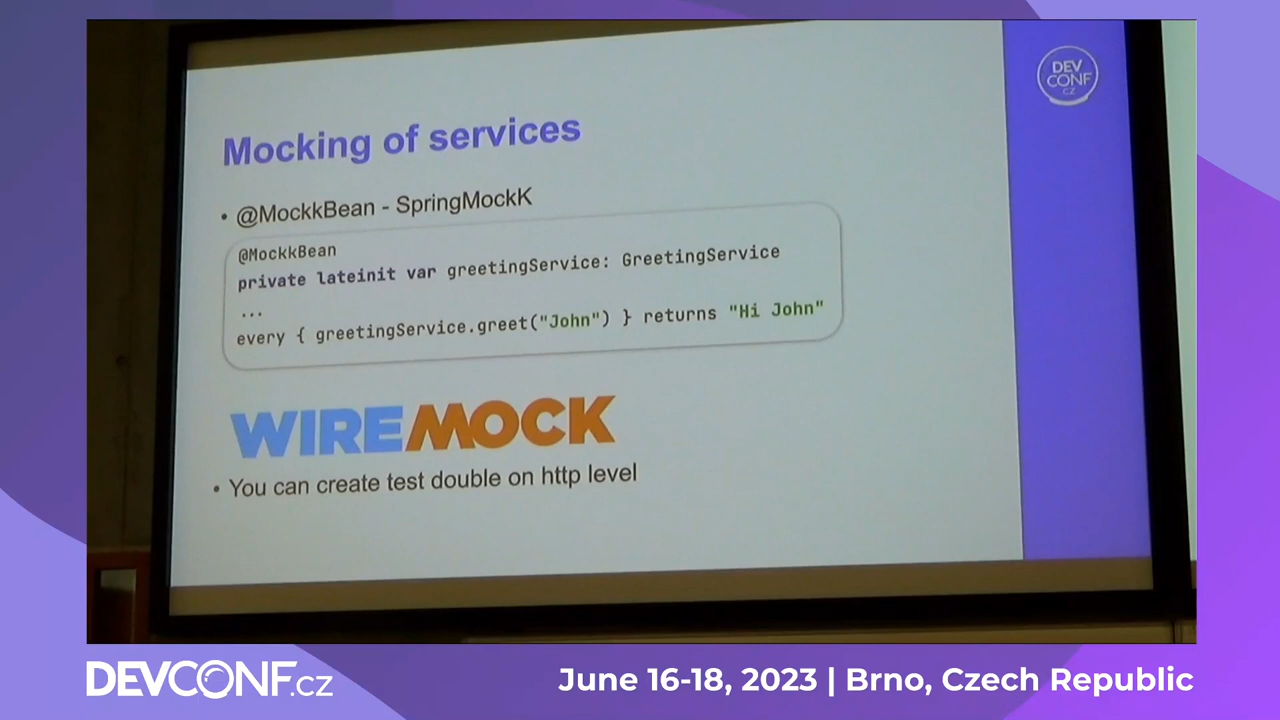 DEV
CONF
CZ
Mocking of services
• @MockkBean - SpringMockK
@MockkBean
private lateinit var greetingService: GreetingService
...
every { greetingService.greet("John") } returns "Hi John"
WIREMOCK
• You can create test double on http level
DEVCONF.cz
June 16-18, 2023 | Brno, Czech Republic